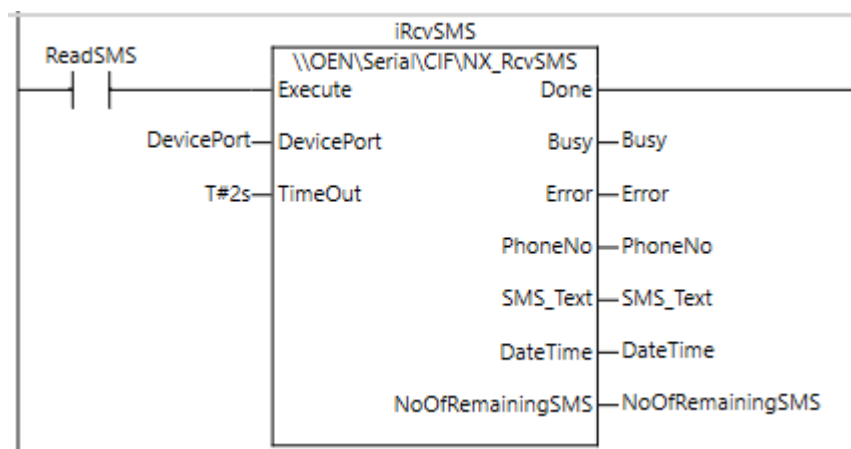 iRcvSMS
ReadSMS
\\OEN\Serial\CIF\NX_RcvSMS
Execute Done
DevicePort DevicePort Busy Busy
T#2s TimeOut Error Error
PhoneNo PhoneNo
SMS_Text SMS_Text
DateTime DateTime
NoOfRemainingSMS NoOfRemainingSMS